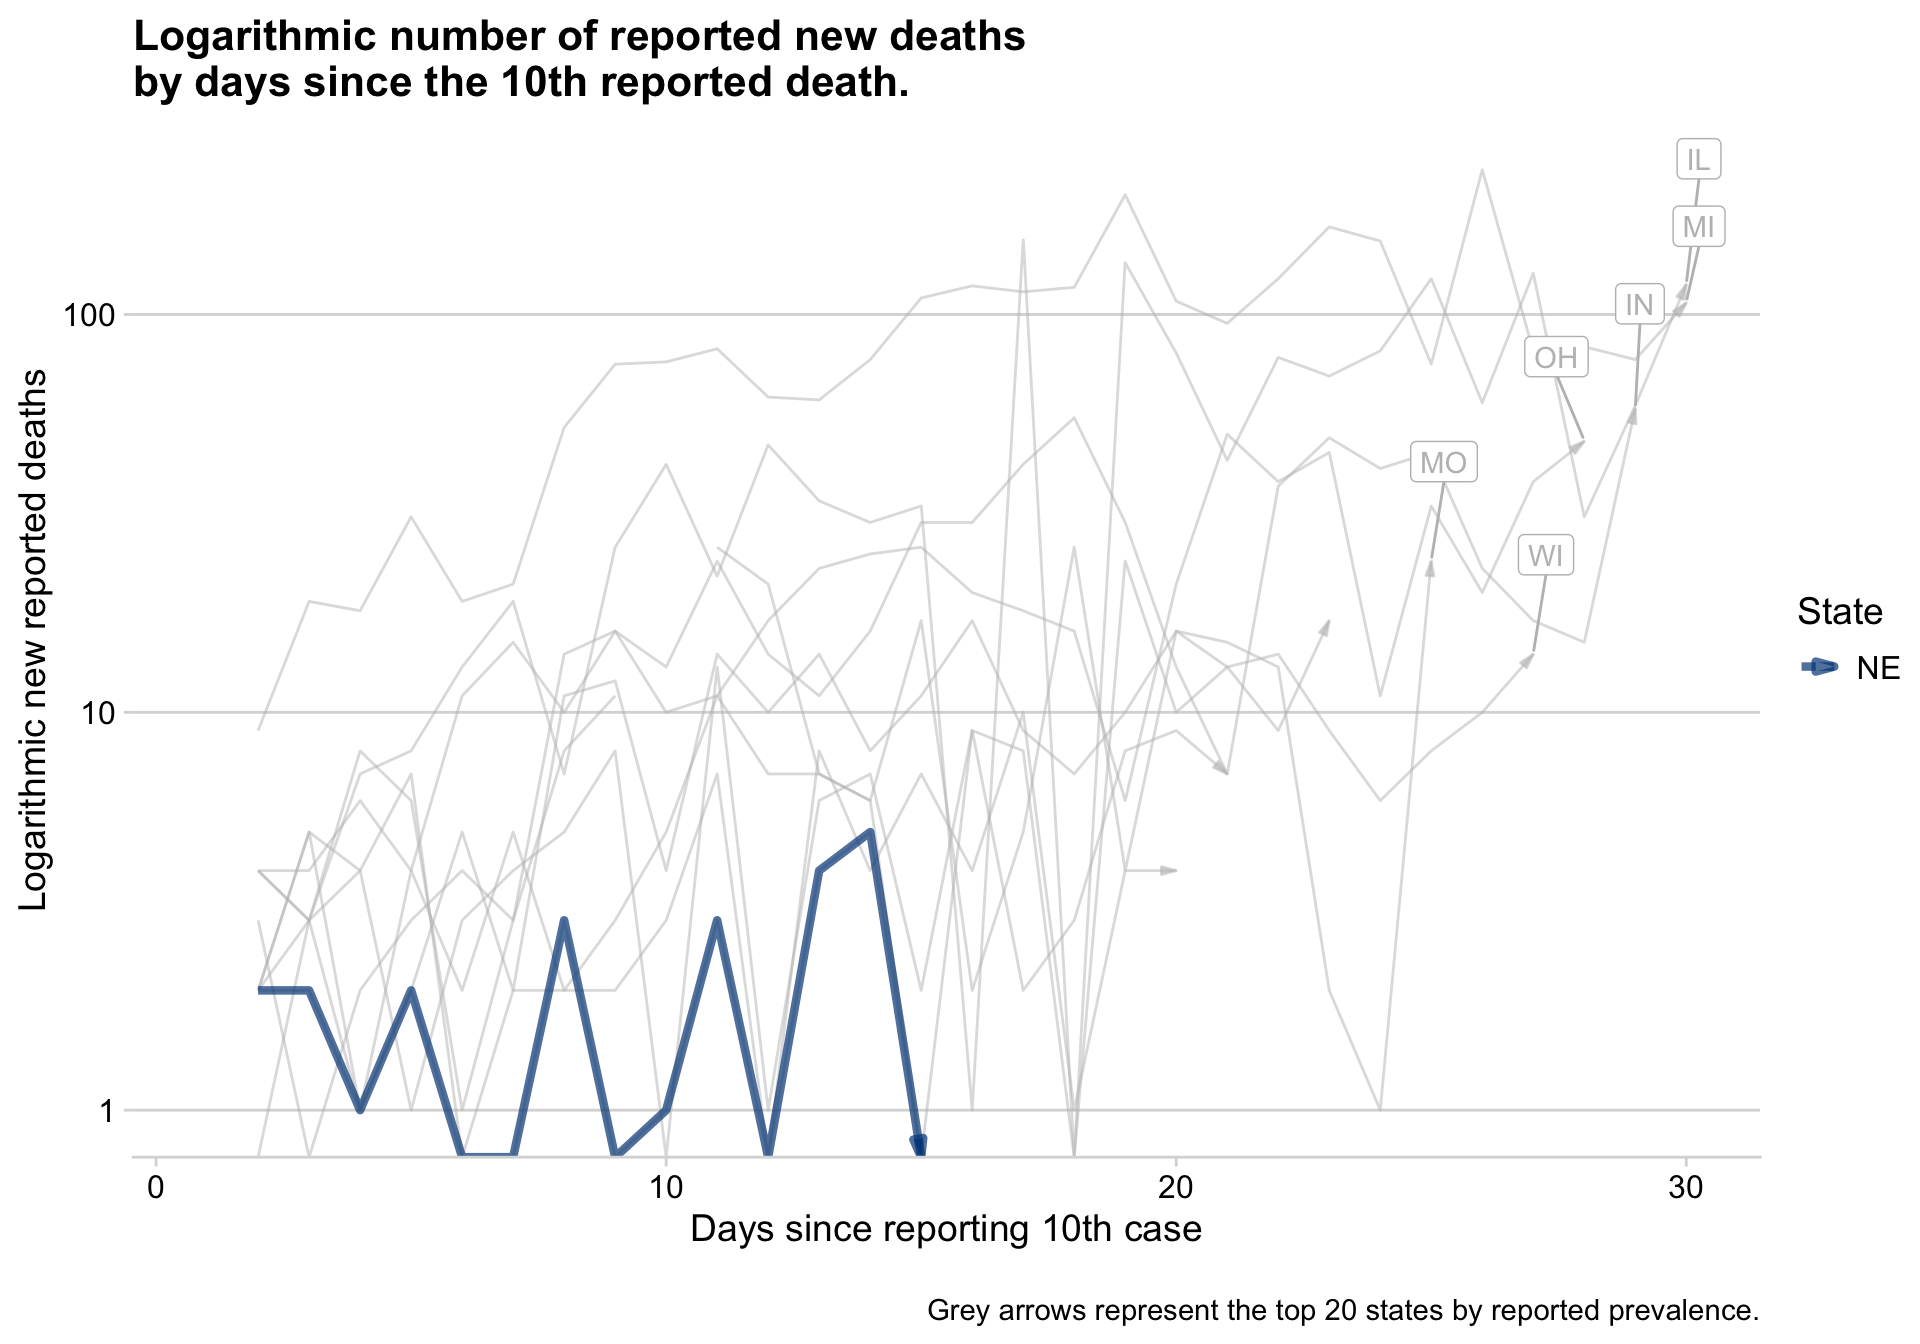 Logarithmic number of reported new deaths
by days since the 10th reported death.
IL
MI
IN
OH
MO
WI
100
10
1
Logarithmic new reported deaths
State
NE
0
10
20
30
Days since reporting 10th case
Grey arrows represent the top 20 states by reported prevalence.